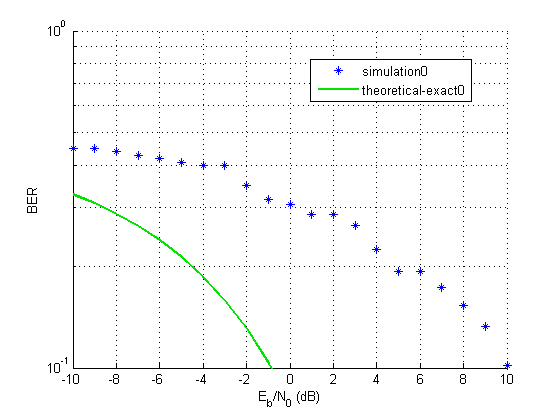 10^0
simulation0
theoretical-exact0
BER
10^-1
-10 -8 -6 -4 -2 0 2 4 6 8 10
E_b/N_0 (dB)